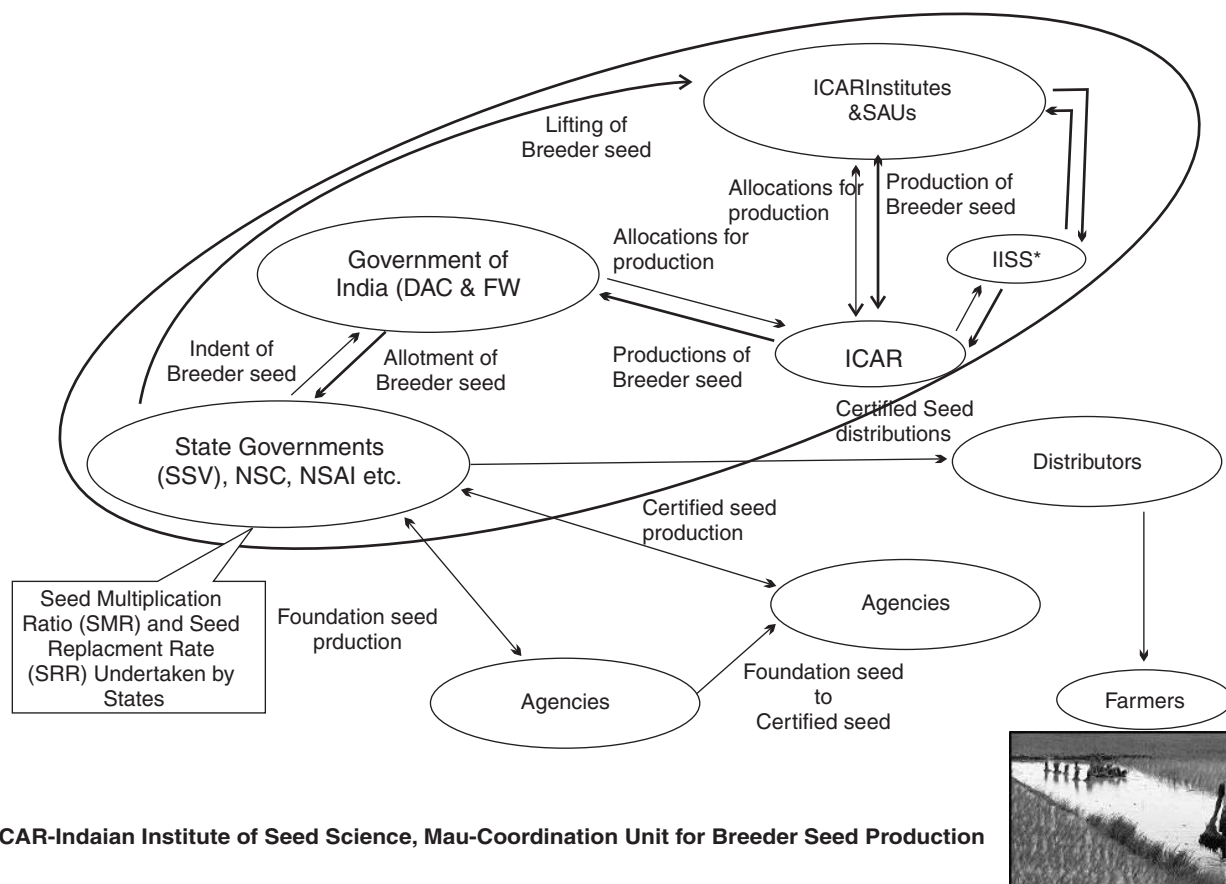 ICARInstitutes
&SAUs
Lifting of
Breeder seed
Allocations for
production
Production of
Breeder seed
Government of
India (DAC & FW
Allocations for
production
IISS*
Indent of
Breeder seed
Allotment of
Breeder seed
Productions of
Breeder seed
ICAR
Certified Seed
distributions
State Governments
(SSV), NSC, NSAI etc.
Distributors
Certified seed
production
Seed Multiplication
Ratio (SMR) and Seed
Replacment Rate
(SRR) Undertaken by
States
Foundation seed
prduction
Agencies
Agencies
Foundation seed
to
Certified seed
Farmers
CAR-Indaian Institute of Seed Science, Mau-Coordination Unit for Breeder Seed Production